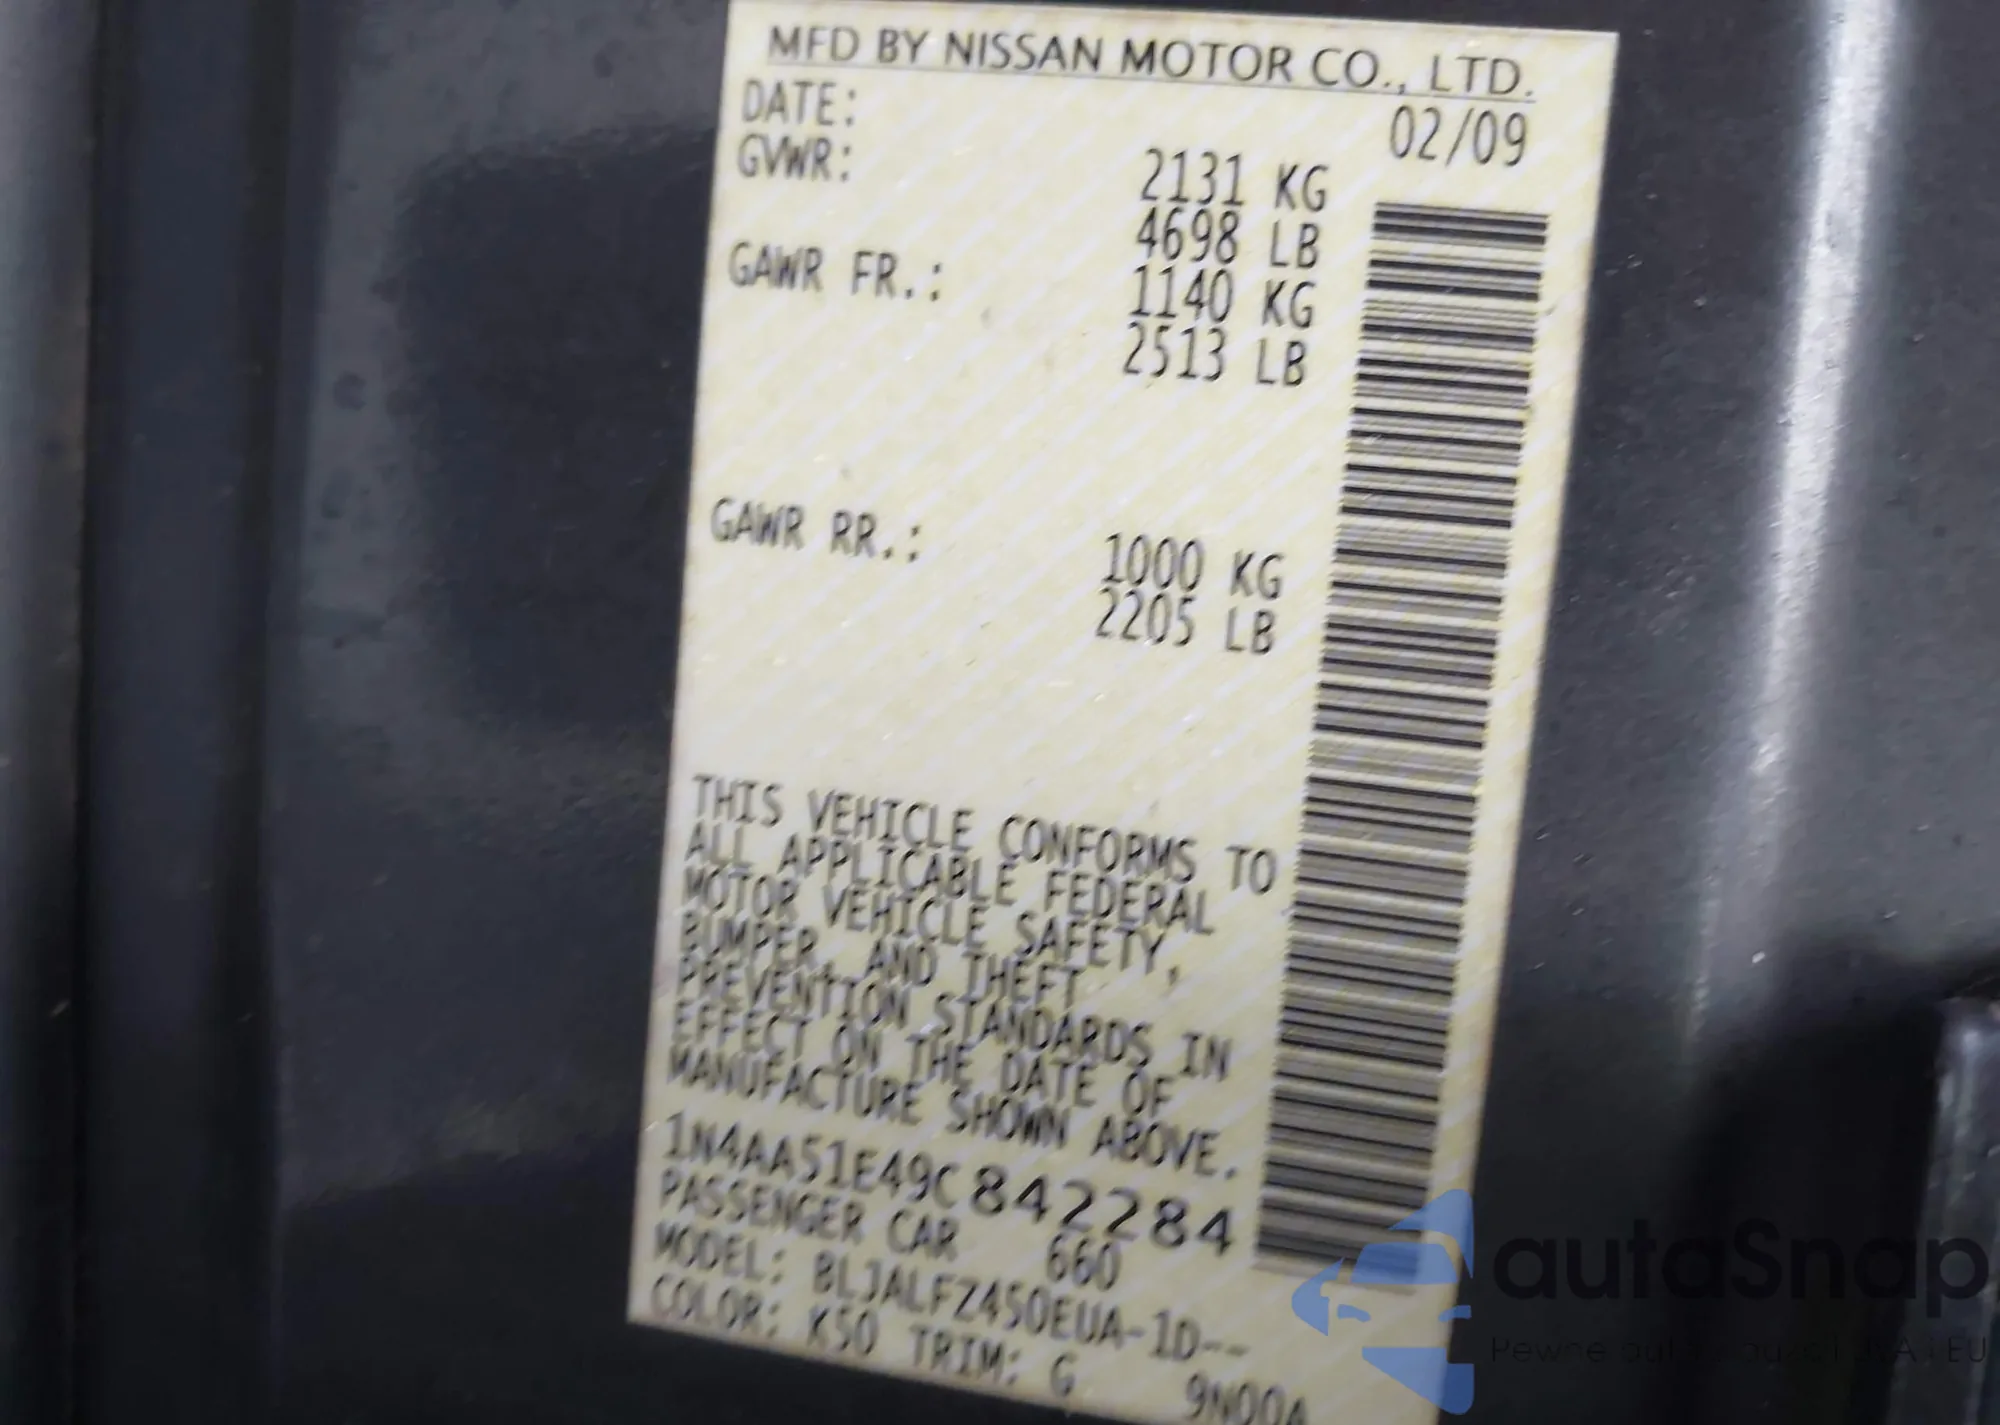 MFD BY NISSAN MOTOR CO., LTD.
DATE: 02/09
GVWR: 2131 KG
4698 LB
GAWR FR.: 1140 KG
2513 LB
GAWR RR.: 1000 KG
2205 LB
THIS VEHICLE CONFORMS TO
ALL APPLICABLE FEDERAL
MOTOR VEHICLE SAFETY,
BUMPER, AND THEFT
PREVENTION STANDARDS IN
EFFECT ON THE DATE OF
MANUFACTURE SHOWN ABOVE.
1N4AA51E49C842284
PASSENGER CAR 660
MODEL: BLJALFZ450EUA-1D--
COLOR: K50 TRIM: G 9N00A
autaSnap
Pewne auta